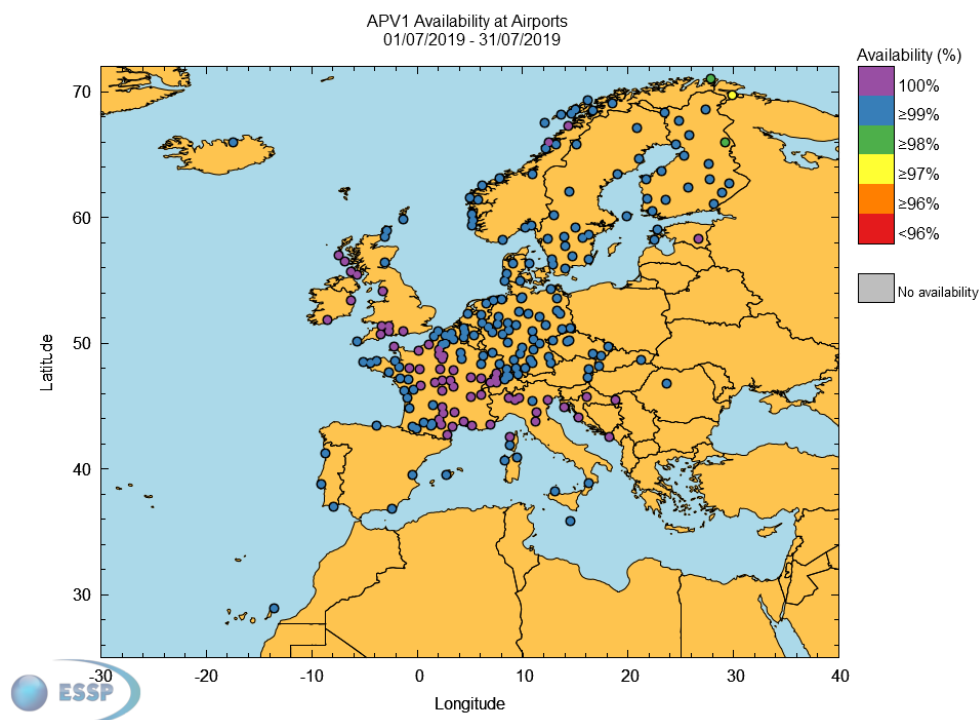 APV1 Availability at Airports
01/07/2019 - 31/07/2019
Availability (%)
100%
≥99%
≥98%
≥97%
≥96%
<96%
No availability
70
60
50
40
30
Latitude
-30 -20 -10 0 10 20 30 40
Longitude
ESSP